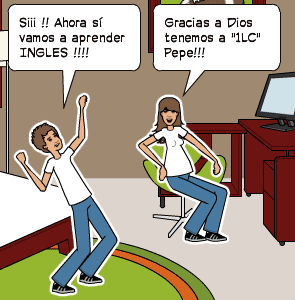 Siii !! Ahora sí
vamos a aprender
INGLES !!!!
Gracias a Dios
tenemos a "1LC"
Pepe!!!